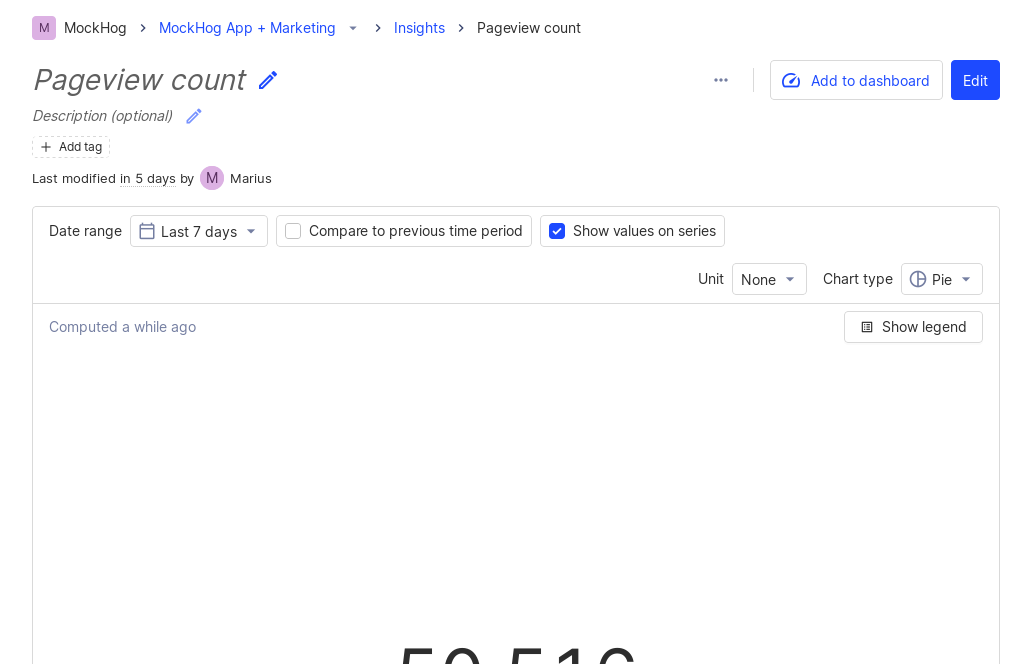 M MockHog MockHog App + Marketing Insights Pageview count
Pageview count
Add to dashboard Edit
Description (optional)
Add tag
Last modified in 5 days by M Marius
Date range Last 7 days Compare to previous time period Show values on series
Unit None Chart type Pie
Computed a while ago Show legend